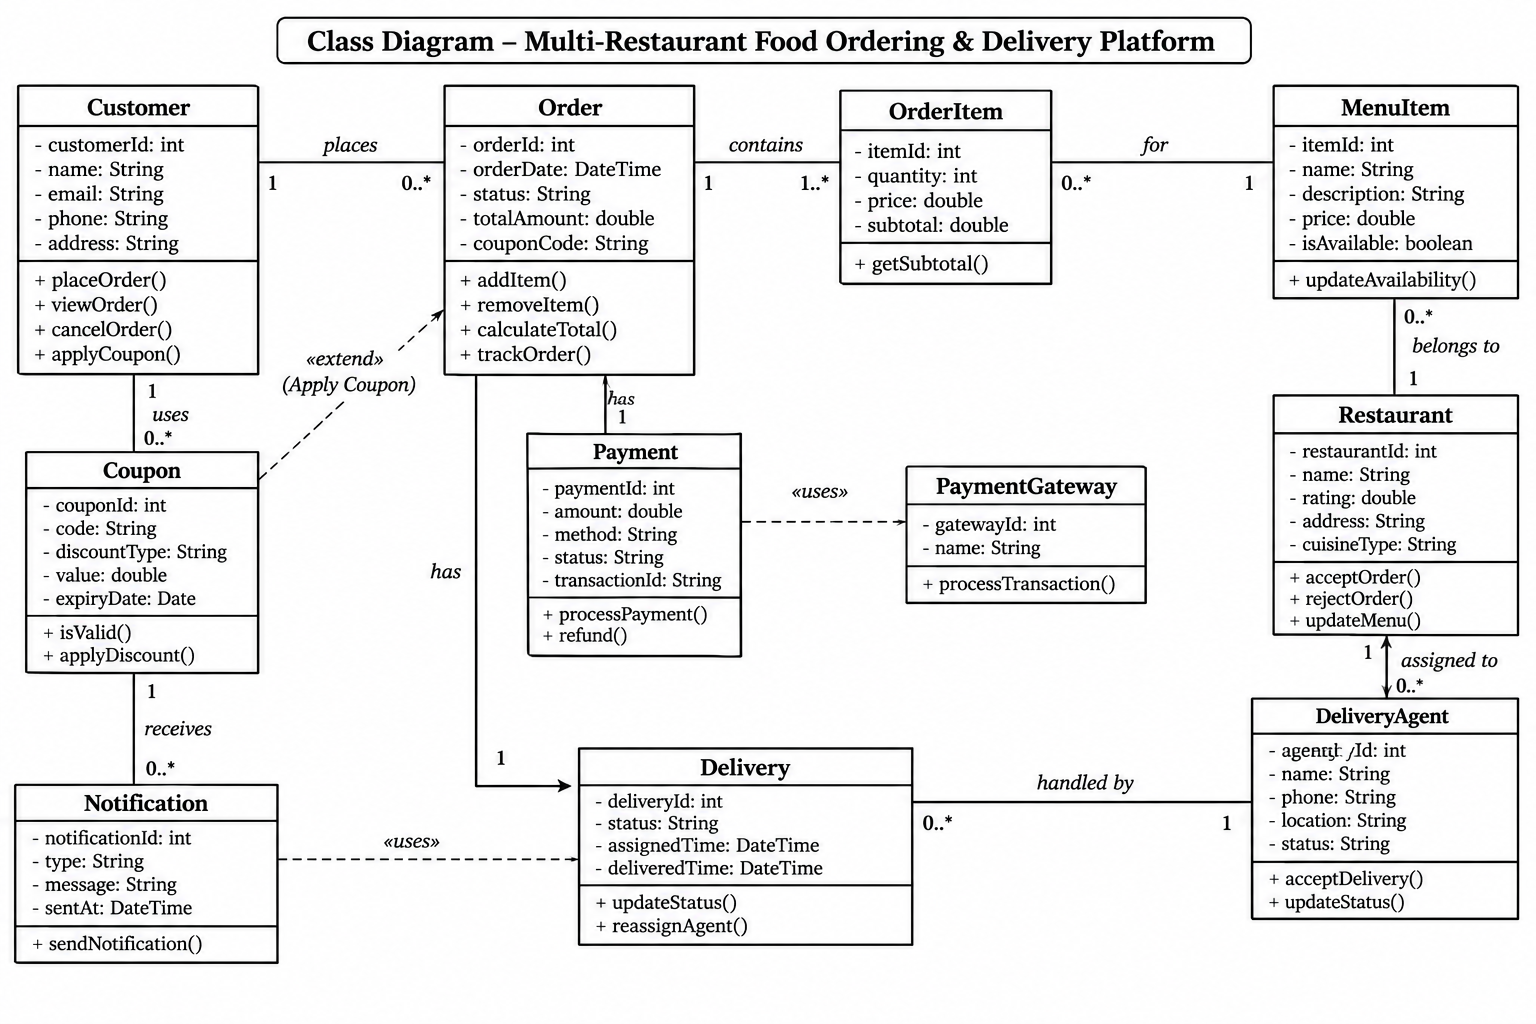 Class Diagram – Multi-Restaurant Food Ordering & Delivery Platform
Customer
- customerId: int
- name: String
- email: String
- phone: String
- address: String
+ placeOrder()
+ viewOrder()
+ cancelOrder()
+ applyCoupon()
places
1
0..*
Order
- orderId: int
- orderDate: DateTime
- status: String
- totalAmount: double
- couponCode: String
+ addItem()
+ removeItem()
+ calculateTotal()
+ trackOrder()
contains
1
1..*
OrderItem
- itemId: int
- quantity: int
- price: double
- subtotal: double
+ getSubtotal()
for
0..*
1
MenuItem
- itemId: int
- name: String
- description: String
- price: double
- isAvailable: boolean
+ updateAvailability()
0..*
belongs to
1
«extend»
(Apply Coupon)
1
uses
0..*
has
1
Coupon
- couponId: int
- code: String
- discountType: String
- value: double
- expiryDate: Date
+ isValid()
+ applyDiscount()
has
Payment
- paymentId: int
- amount: double
- method: String
- status: String
- transactionId: String
+ processPayment()
+ refund()
«uses»
PaymentGateway
- gatewayId: int
- name: String
+ processTransaction()
Restaurant
- restaurantId: int
- name: String
- rating: double
- address: String
- cuisineType: String
+ acceptOrder()
+ rejectOrder()
+ updateMenu()
1
assigned to
0..*
1
receives
0..*
1
Notification
- notificationId: int
- type: String
- message: String
- sentAt: DateTime
+ sendNotification()
«uses»
Delivery
- deliveryId: int
- status: String
- assignedTime: DateTime
- deliveredTime: DateTime
+ updateStatus()
+ reassignAgent()
handled by
0..*
1
DeliveryAgent
- name: String
- phone: String
- location: String
- status: String
+ acceptDelivery()
+ updateStatus()